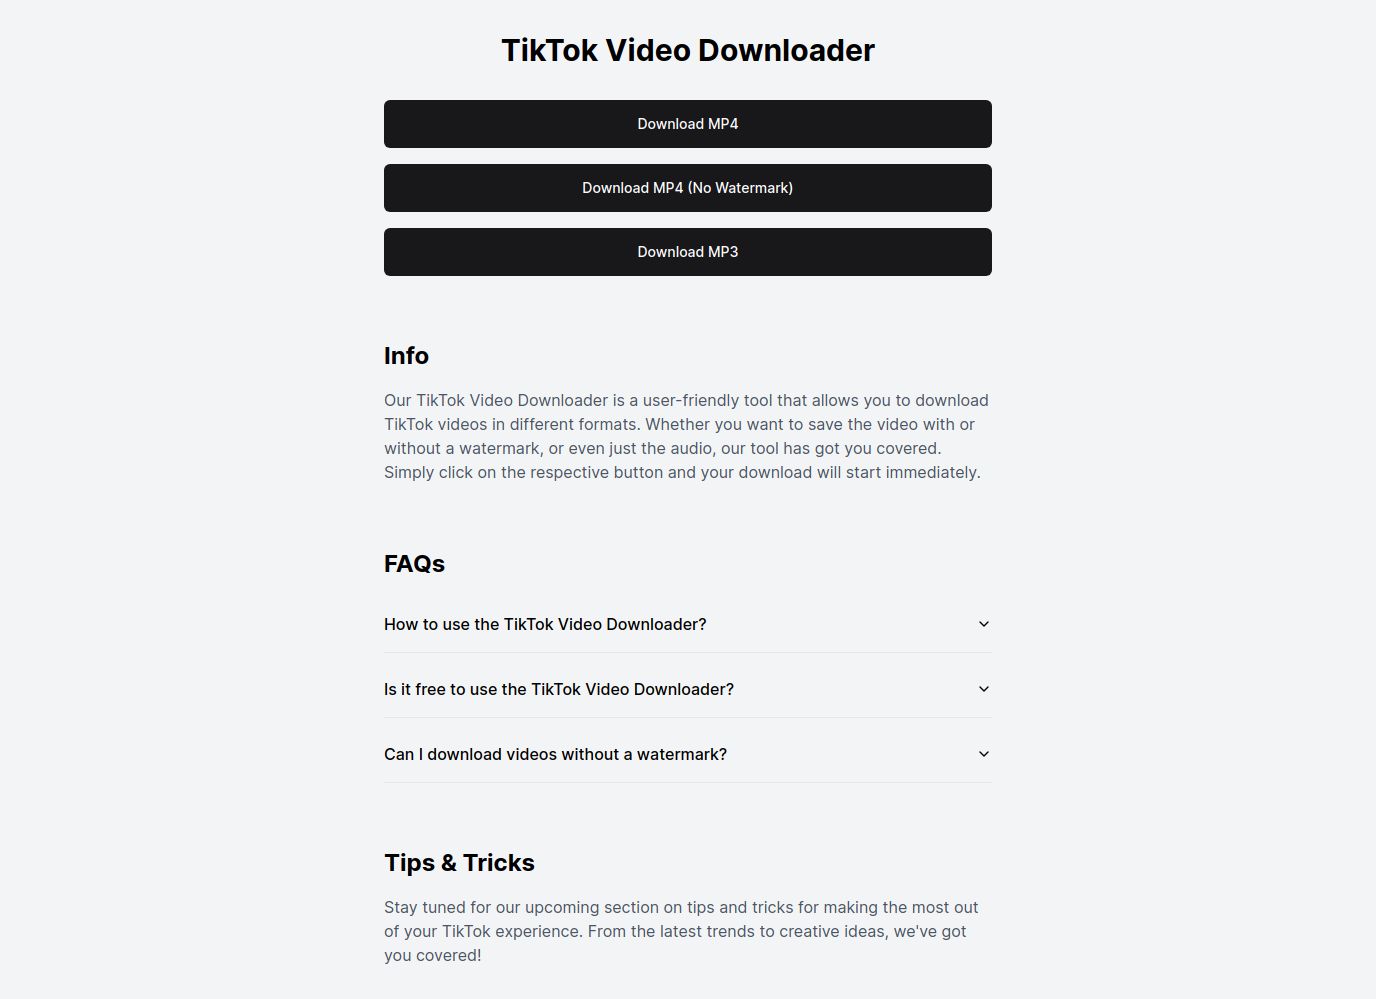 TikTok Video Downloader
Download MP4
Download MP4 (No Watermark)
Download MP3
Info
Our TikTok Video Downloader is a user-friendly tool that allows you to download
TikTok videos in different formats. Whether you want to save the video with or
without a watermark, or even just the audio, our tool has got you covered.
Simply click on the respective button and your download will start immediately.
FAQs
How to use the TikTok Video Downloader?
Is it free to use the TikTok Video Downloader?
Can I download videos without a watermark?
Tips & Tricks
Stay tuned for our upcoming section on tips and tricks for making the most out
of your TikTok experience. From the latest trends to creative ideas, we've got
you covered!